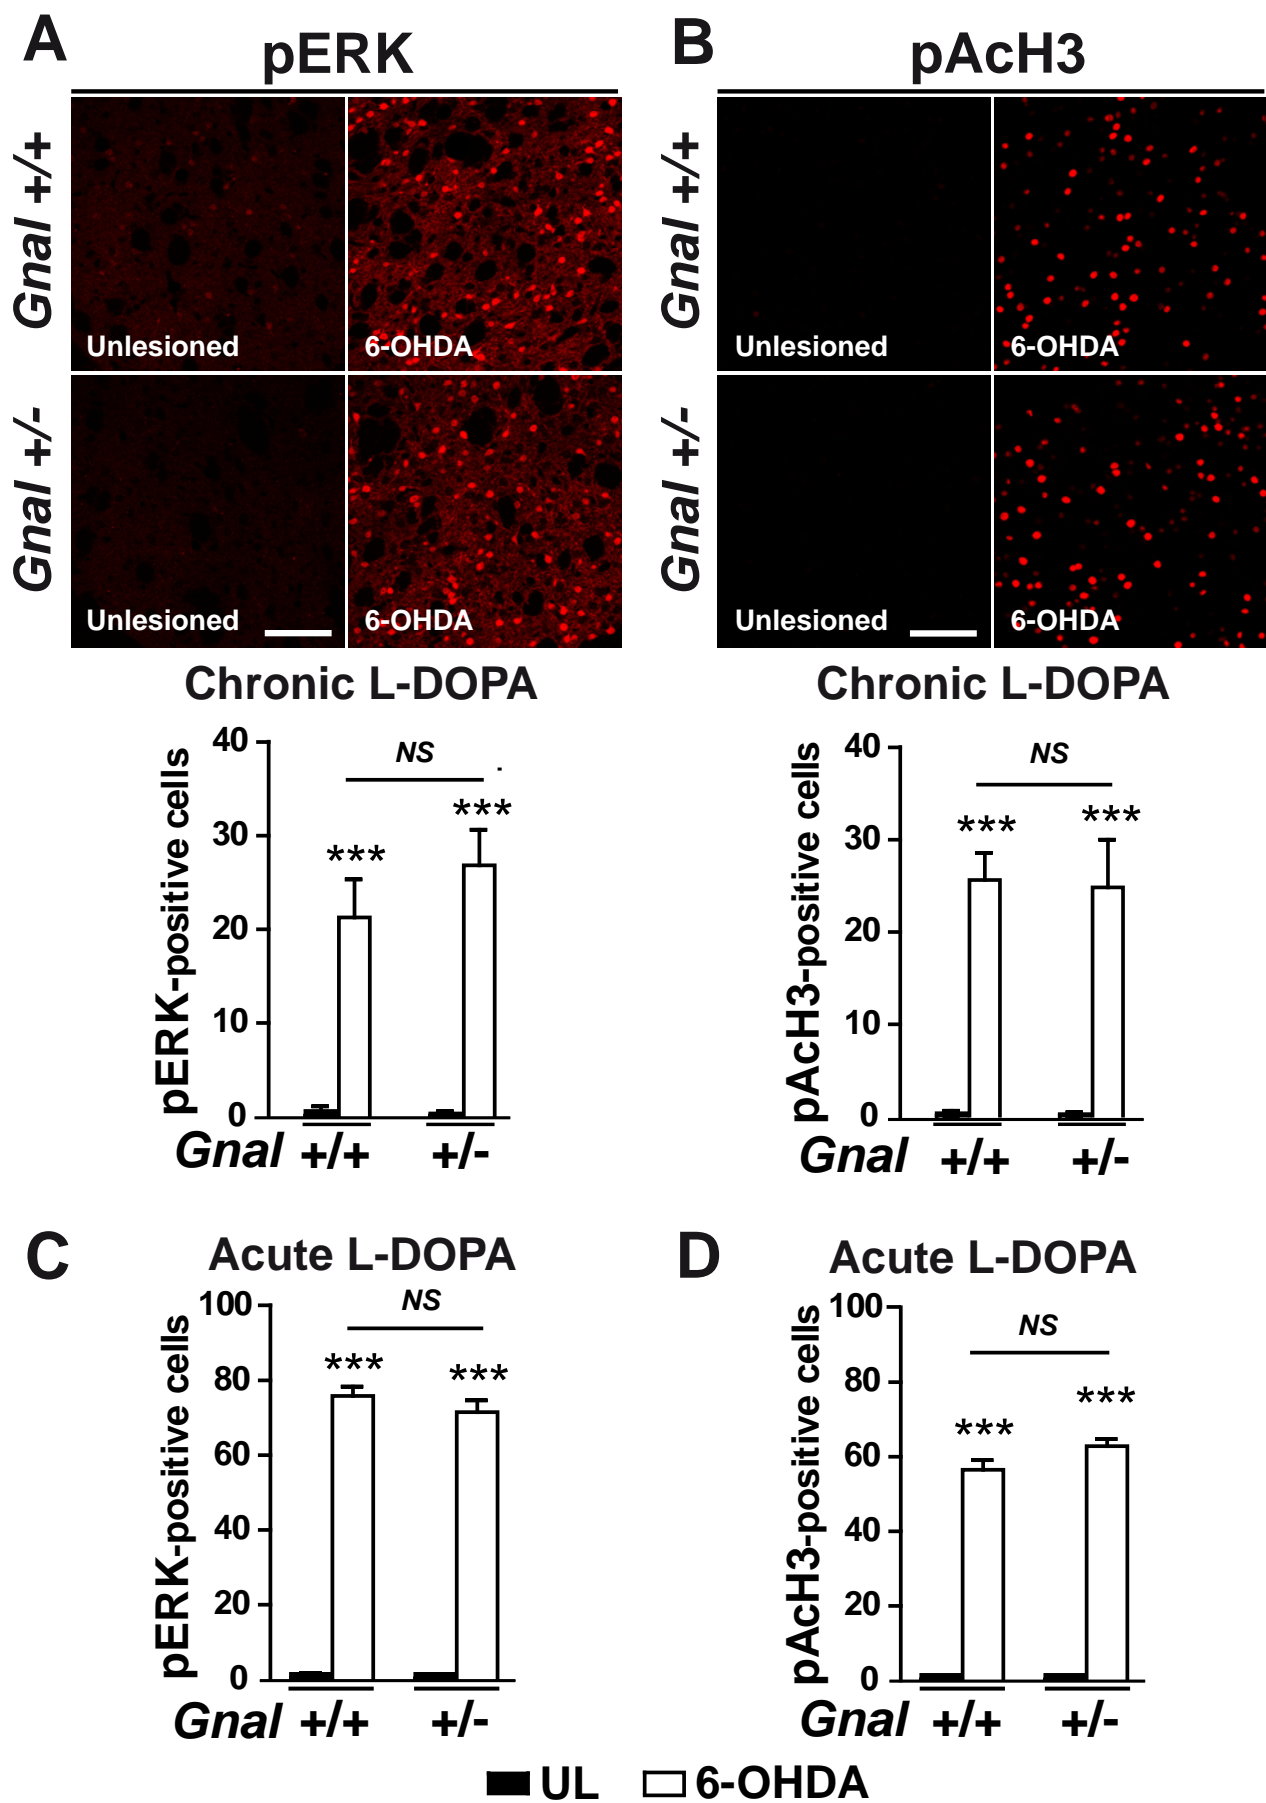 A
pERK
Gnal +/+
Unlesioned
6-OHDA
Gnal +/-
Unlesioned
6-OHDA
Chronic L-DOPA
pERK-positive cells
40
30
20
10
0
NS
***
***
Gnal +/+ +/-
B
pAcH3
Gnal +/+
Unlesioned
6-OHDA
Gnal +/-
Unlesioned
6-OHDA
Chronic L-DOPA
pAcH3-positive cells
40
30
20
10
0
NS
***
***
Gnal +/+ +/-
C
Acute L-DOPA
pERK-positive cells
100
80
60
40
20
0
NS
***
***
Gnal +/+ +/-
D
Acute L-DOPA
pAcH3-positive cells
100
80
60
40
20
0
NS
***
***
Gnal +/+ +/-
UL 6-OHDA